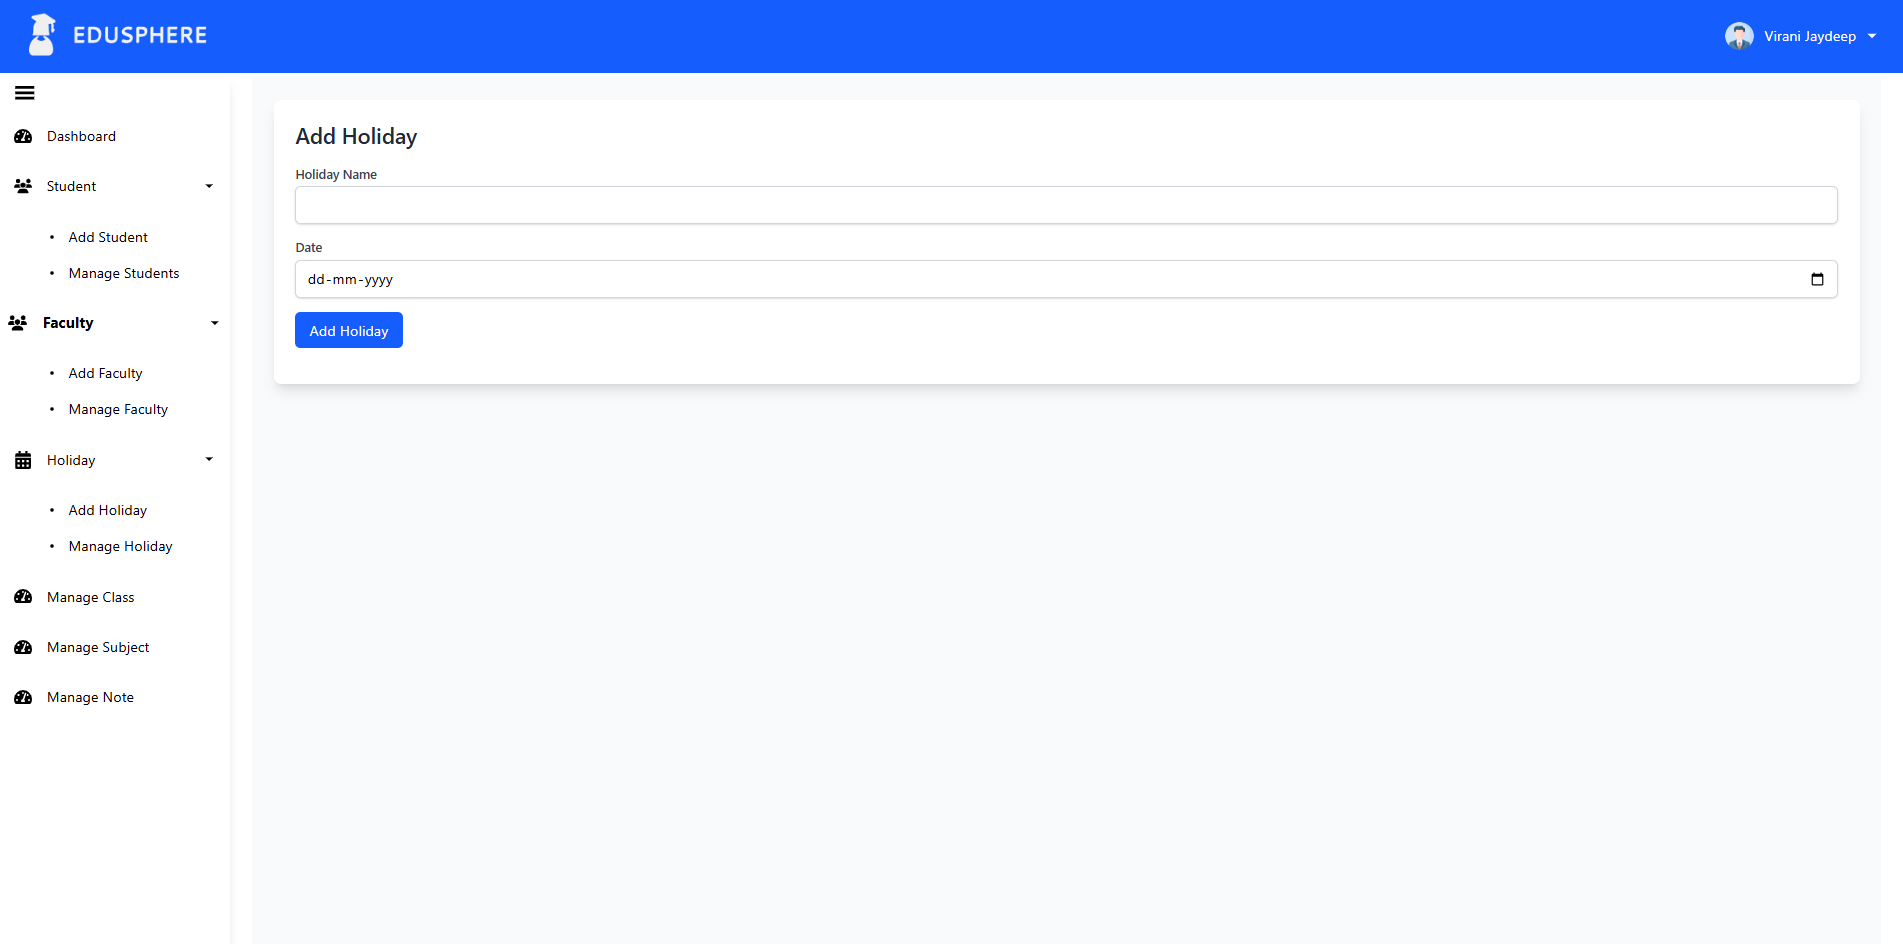 EDUSPHERE
Virani Jaydeep
Dashboard
Student
• Add Student
• Manage Students
Faculty
• Add Faculty
• Manage Faculty
Holiday
• Add Holiday
• Manage Holiday
Manage Class
Manage Subject
Manage Note
Add Holiday
Holiday Name
Date
dd-mm-yyyy
Add Holiday